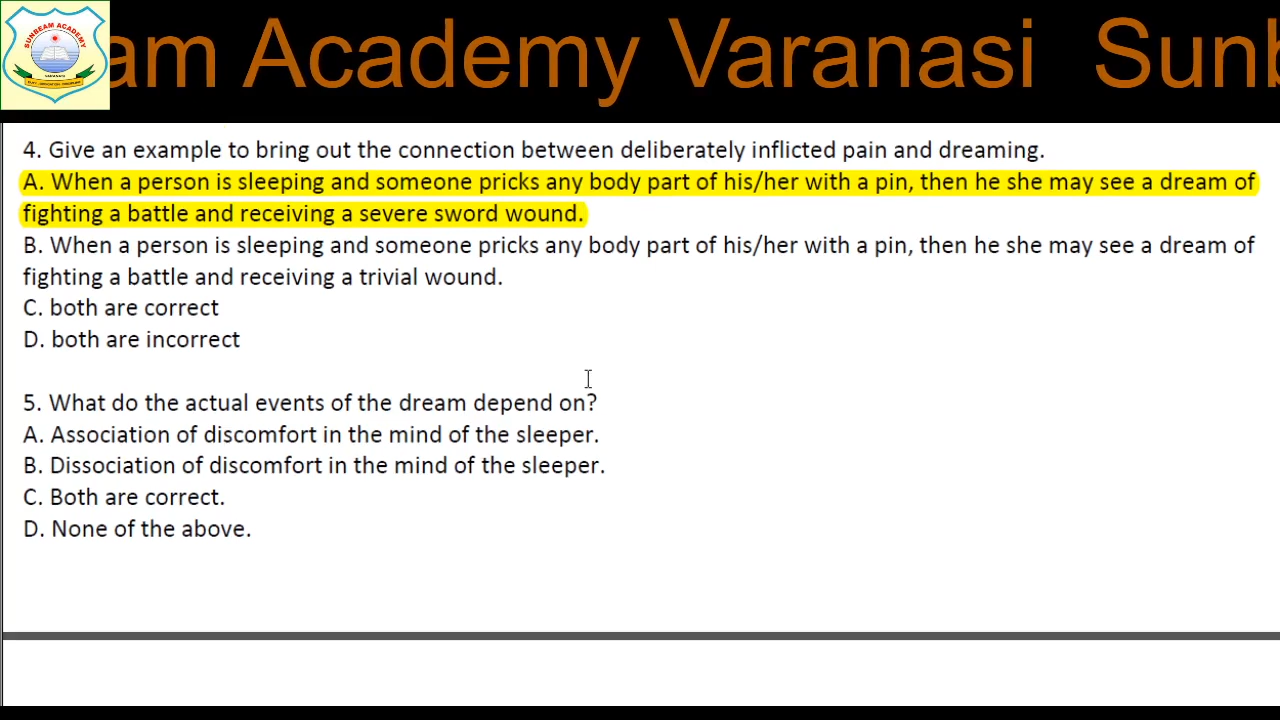 am Academy Varanasi Sunb
SUNBEAM ACADEMY
VARANASI
4. Give an example to bring out the connection between deliberately inflicted pain and dreaming.
A. When a person is sleeping and someone pricks any body part of his/her with a pin, then he she may see a dream of
fighting a battle and receiving a severe sword wound.
B. When a person is sleeping and someone pricks any body part of his/her with a pin, then he she may see a dream of
fighting a battle and receiving a trivial wound.
C. both are correct
D. both are incorrect
5. What do the actual events of the dream depend on?
A. Association of discomfort in the mind of the sleeper.
B. Dissociation of discomfort in the mind of the sleeper.
C. Both are correct.
D. None of the above.